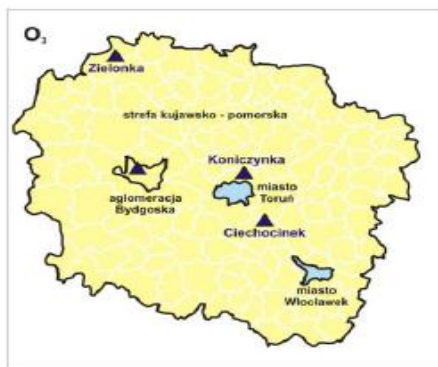 O₃
Zielonka
strefa kujawsko - pomorska
Koniczynka
miasto
Toruń
aglomeracja
Bydgoska
Ciechocinek
miasto
Włocławek